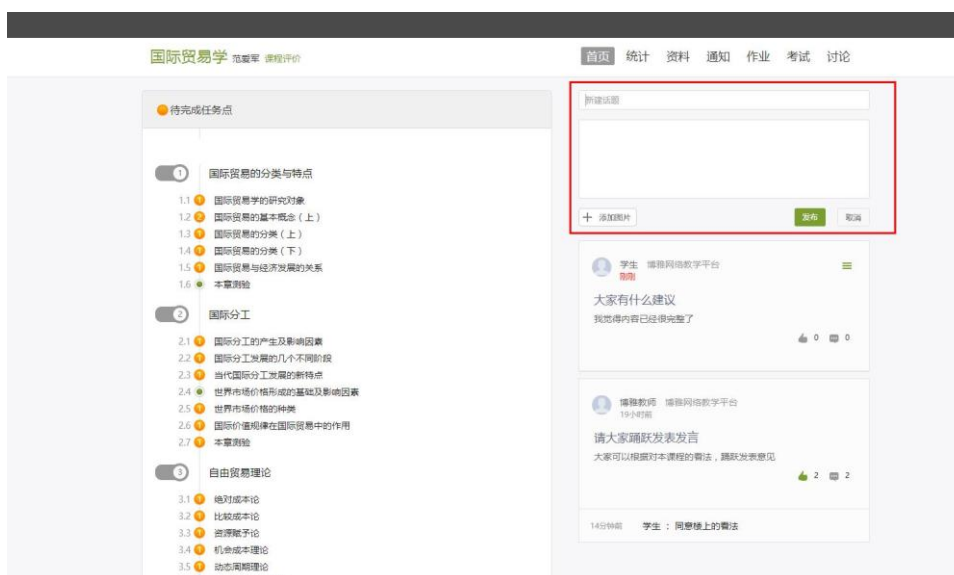 国际贸易学 范爱军 课程评价
首页 统计 资料 通知 作业 考试 讨论
待完成任务点
1 国际贸易的分类与特点
1.1 1 国际贸易学的研究对象
1.2 2 国际贸易的基本概念（上）
1.3 1 国际贸易的分类（上）
1.4 1 国际贸易的分类（下）
1.5 1 国际贸易与经济发展的关系
1.6 本章测验
2 国际分工
2.1 1 国际分工的产生及影响因素
2.2 1 国际分工发展的几个不同阶段
2.3 1 当代国际分工发展的新特点
2.4 世界市场价格形成的基础及影响因素
2.5 1 世界市场价格的种类
2.6 1 国际价值规律在国际贸易中的作用
2.7 1 本章测验
3 自由贸易理论
3.1 1 绝对成本论
3.2 1 比较成本论
3.3 1 资源赋予论
3.4 1 机会成本理论
3.5 1 动态周期理论
新建话题
添加图片 发布 取消
学生 博雅网络教学平台
刚刚
大家有什么建议
我觉得内容已经很完整了
0 0
博雅教师 博雅网络教学平台
19小时前
请大家踊跃发表发言
大家可以根据对本课程的看法，踊跃发表意见
2 2
14分钟前 学生：同意楼上的看法